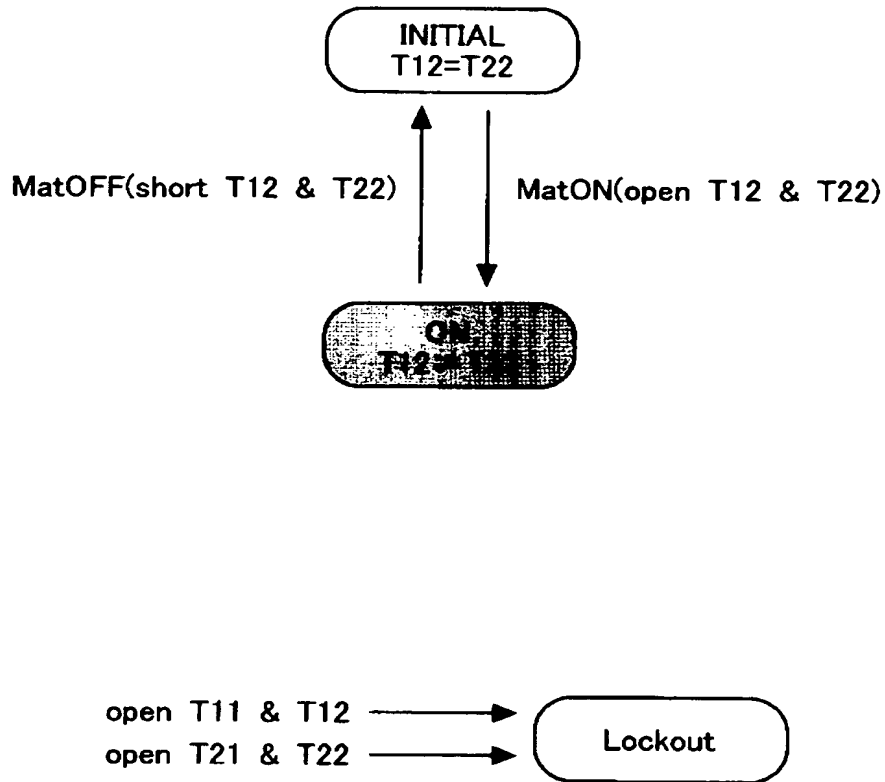 INITIAL
T12=T22
MatOFF(short T12 & T22)
MatON(open T12 & T22)
ON
open T11 & T12
open T21 & T22
Lockout